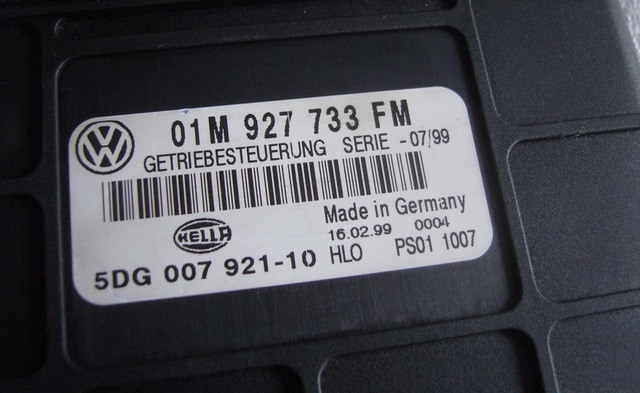 01M 927 733 FM
GETRIEBESTEUERUNG SERIE - 07/99
Made in Germany
16.02.99 0004
HELLA
5DG 007 921-10 HLO PS01 1007